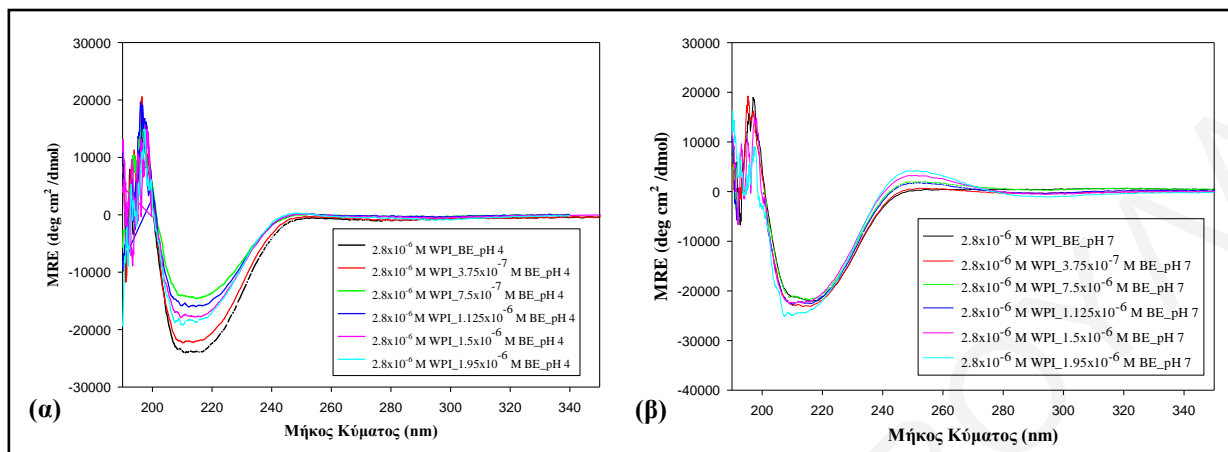 30000
20000
10000
0
-10000
-20000
-30000
MRE (deg cm² /dmol)
200 220 240 260 280 300 320 340
Μήκος Κύματος (nm)
2.8x10⁻⁶ M WPI_BE_pH 4
2.8x10⁻⁶ M WPI_3.75x10⁻⁷ M BE_pH 4
2.8x10⁻⁶ M WPI_7.5x10⁻⁷ M BE_pH 4
2.8x10⁻⁶ M WPI_1.125x10⁻⁶ M BE_pH 4
2.8x10⁻⁶ M WPI_1.5x10⁻⁶ M BE_pH 4
2.8x10⁻⁶ M WPI_1.95x10⁻⁶ M BE_pH 4
(α)
30000
20000
10000
0
-10000
-20000
-30000
-40000
MRE (deg cm² /dmol)
200 220 240 260 280 300 320 340
Μήκος Κύματος (nm)
2.8x10⁻⁶ M WPI_BE_pH 7
2.8x10⁻⁶ M WPI_3.75x10⁻⁷ M BE_pH 7
2.8x10⁻⁶ M WPI_7.5x10⁻⁶ M BE_pH 7
2.8x10⁻⁶ M WPI_1.125x10⁻⁶ M BE_pH 7
2.8x10⁻⁶ M WPI_1.5x10⁻⁶ M BE_pH 7
2.8x10⁻⁶ M WPI_1.95x10⁻⁶ M BE_pH 7
(β)